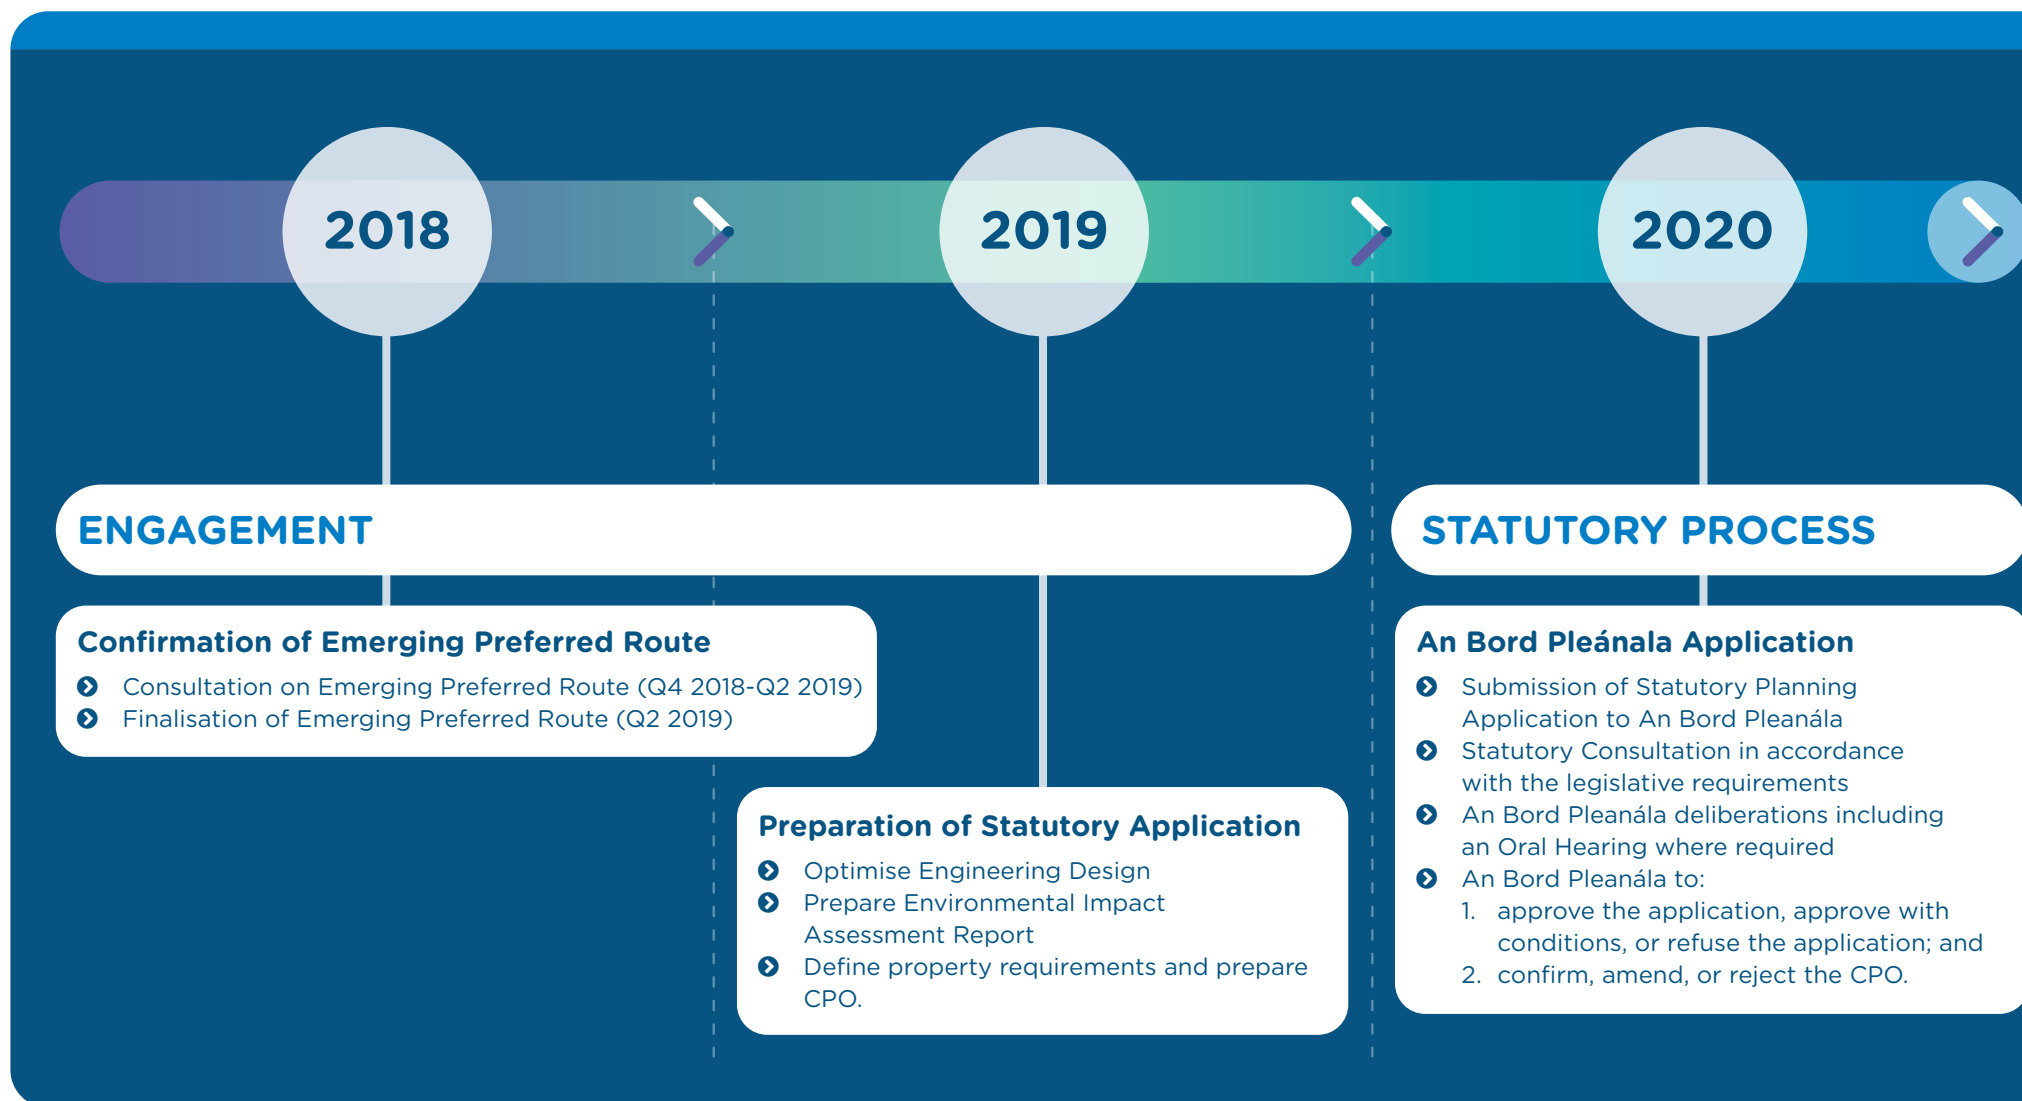 2018
2019
2020
ENGAGEMENT
STATUTORY PROCESS
Confirmation of Emerging Preferred Route
Consultation on Emerging Preferred Route (Q4 2018-Q2 2019)
Finalisation of Emerging Preferred Route (Q2 2019)
Preparation of Statutory Application
Optimise Engineering Design
Prepare Environmental Impact
Assessment Report
Define property requirements and prepare
CPO.
An Bord Pleánala Application
Submission of Statutory Planning
Application to An Bord Pleanála
Statutory Consultation in accordance
with the legislative requirements
An Bord Pleanála deliberations including
an Oral Hearing where required
An Bord Pleanála to:
1. approve the application, approve with
conditions, or refuse the application; and
2. confirm, amend, or reject the CPO.